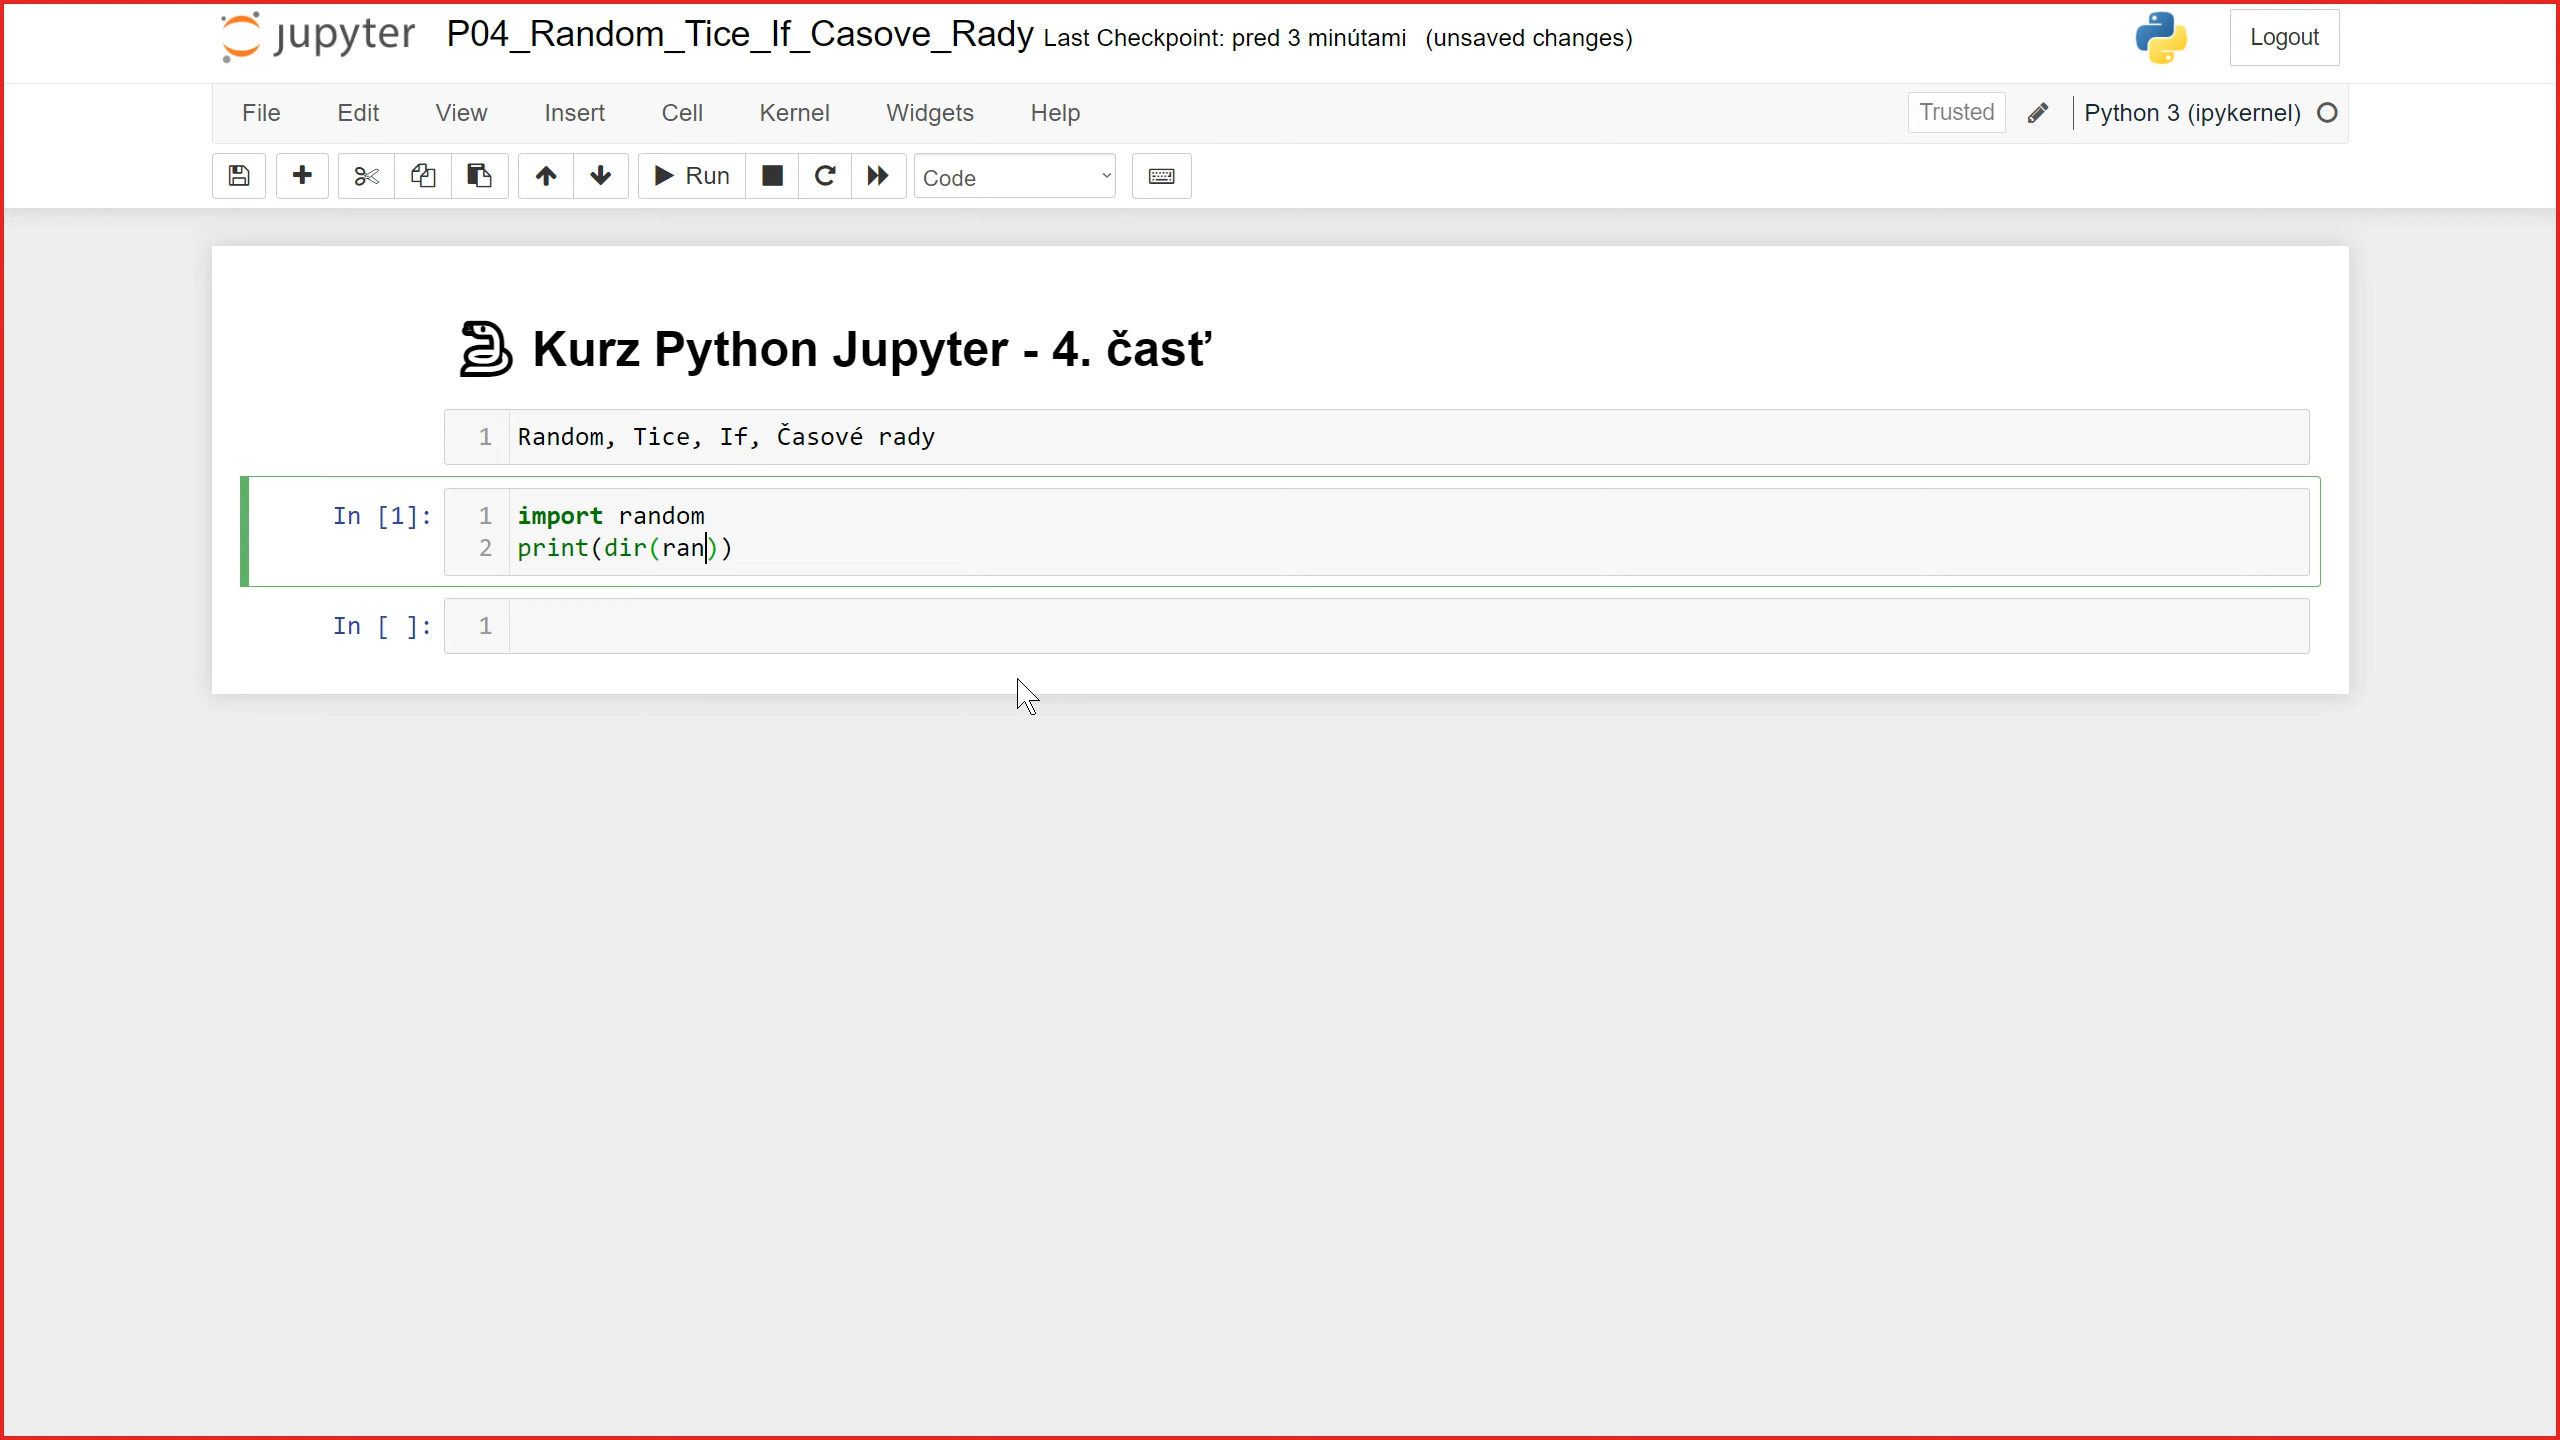 jupyter P04_Random_Tice_If_Casove_Rady Last Checkpoint: pred 3 minútami (unsaved changes) Logout
File Edit View Insert Cell Kernel Widgets Help Trusted Python 3 (ipykernel)
Run Code
Kurz Python Jupyter - 4. časť
1 Random, Tice, If, Časové rady
In [1]: 1 import random
2 print(dir(ran))
In [ ]: 1